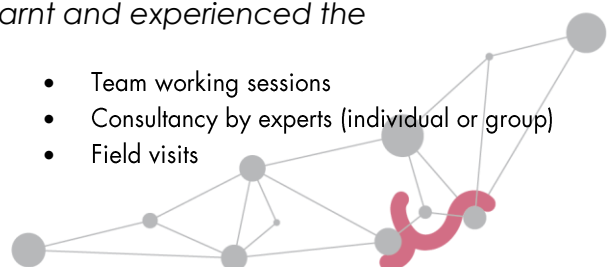 arnt and experienced the
• Team working sessions
• Consultancy by experts (individual or group)
• Field visits